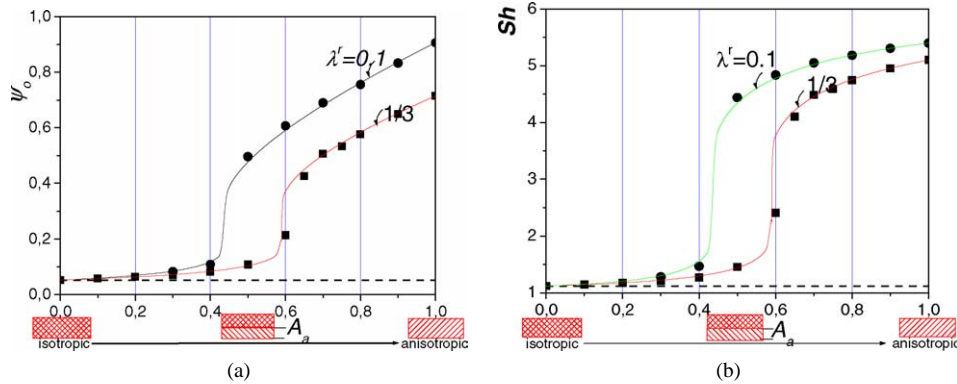 1,0
0,8
0,6
0,4
0,2
0,0
ψₒ
λʳ=0,1
1/3
0,0 0,2 0,4 0,6 0,8 1,0
isotropic
Aₐ
anisotropic
(a)
Sh
6
5
4
3
2
1
λʳ=0.1
1/3
0,0 0,2 0,4 0,6 0,8 1,0
isotropic
Aₐ
anisotropic
(b)